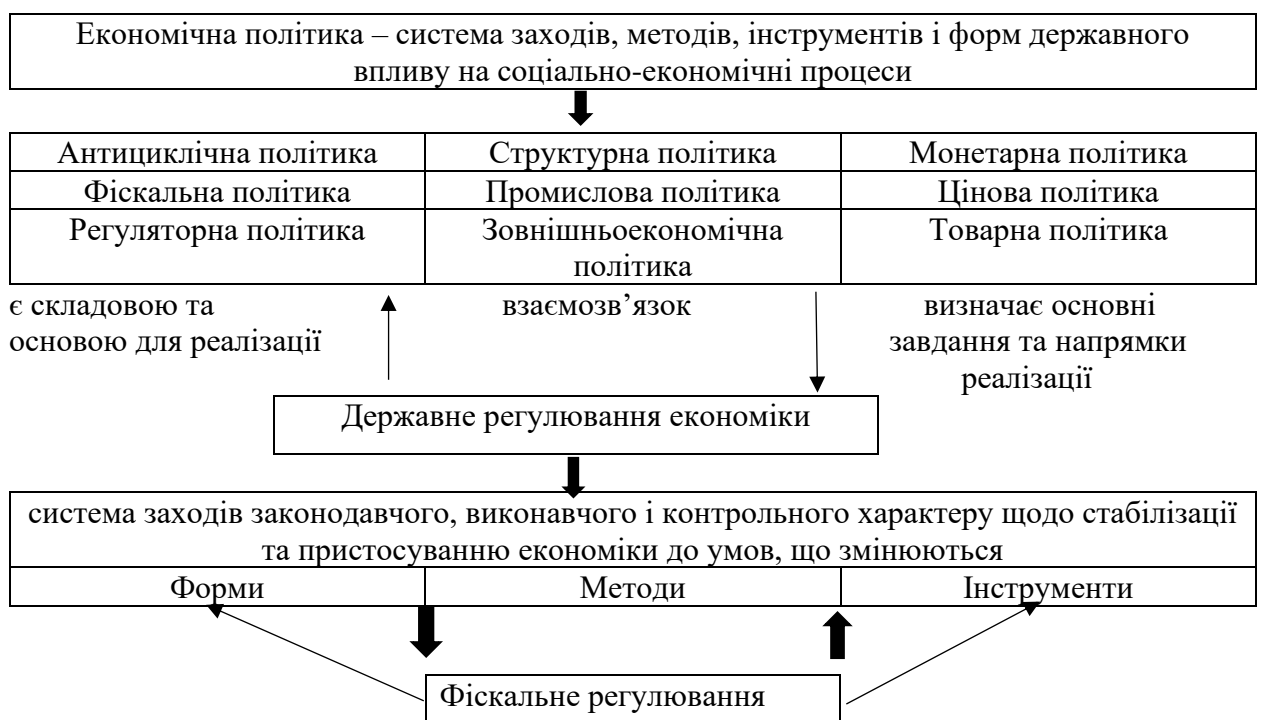 Економічна політика – система заходів, методів, інструментів і форм державного
впливу на соціально-економічні процеси
Антициклічна політика
Структурна політика
Монетарна політика
Фіскальна політика
Промислова політика
Цінова політика
Регуляторна політика
Зовнішньоекономічна
політика
Товарна політика
є складовою та
основою для реалізації
взаємозв’язок
визначає основні
завдання та напрямки
реалізації
Державне регулювання економіки
система заходів законодавчого, виконавчого і контрольного характеру щодо стабілізації
та пристосуванню економіки до умов, що змінюються
Форми
Методи
Інструменти
Фіскальне регулювання